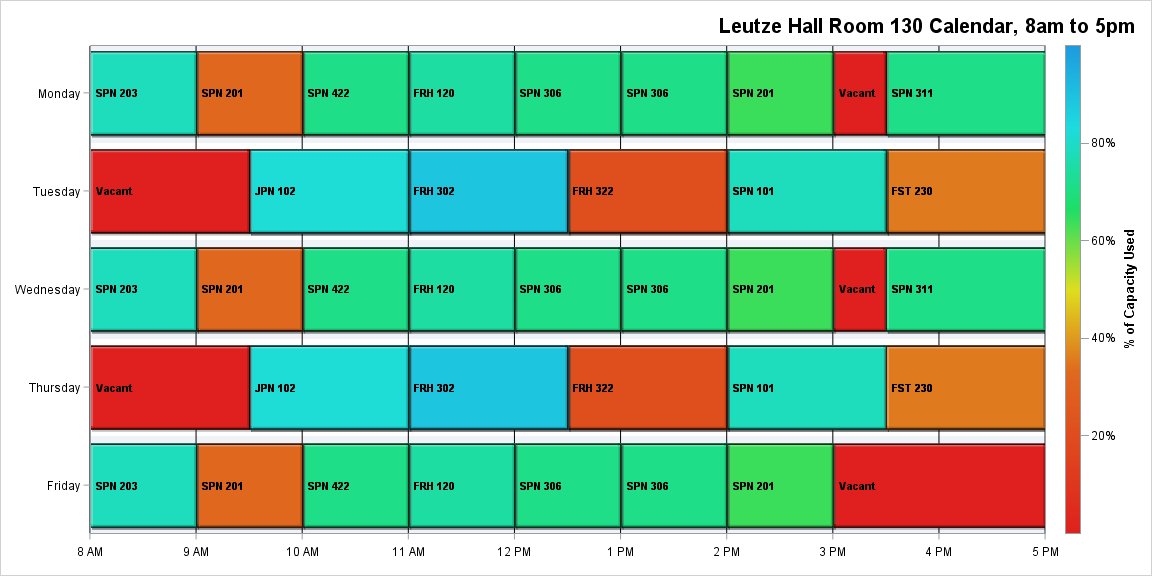 Leutze Hall Room 130 Calendar, 8am to 5pm
Monday
SPN 203
SPN 201
SPN 422
FRH 120
SPN 306
SPN 306
SPN 201
Vacant
SPN 311
Tuesday
Vacant
JPN 102
FRH 302
FRH 322
SPN 101
FST 230
Wednesday
SPN 203
SPN 201
SPN 422
FRH 120
SPN 306
SPN 306
SPN 201
Vacant
SPN 311
Thursday
Vacant
JPN 102
FRH 302
FRH 322
SPN 101
FST 230
Friday
SPN 203
SPN 201
SPN 422
FRH 120
SPN 306
SPN 306
SPN 201
Vacant
8 AM
9 AM
10 AM
11 AM
12 PM
1 PM
2 PM
3 PM
4 PM
5 PM
80%
60%
40%
20%
% of Capacity Used